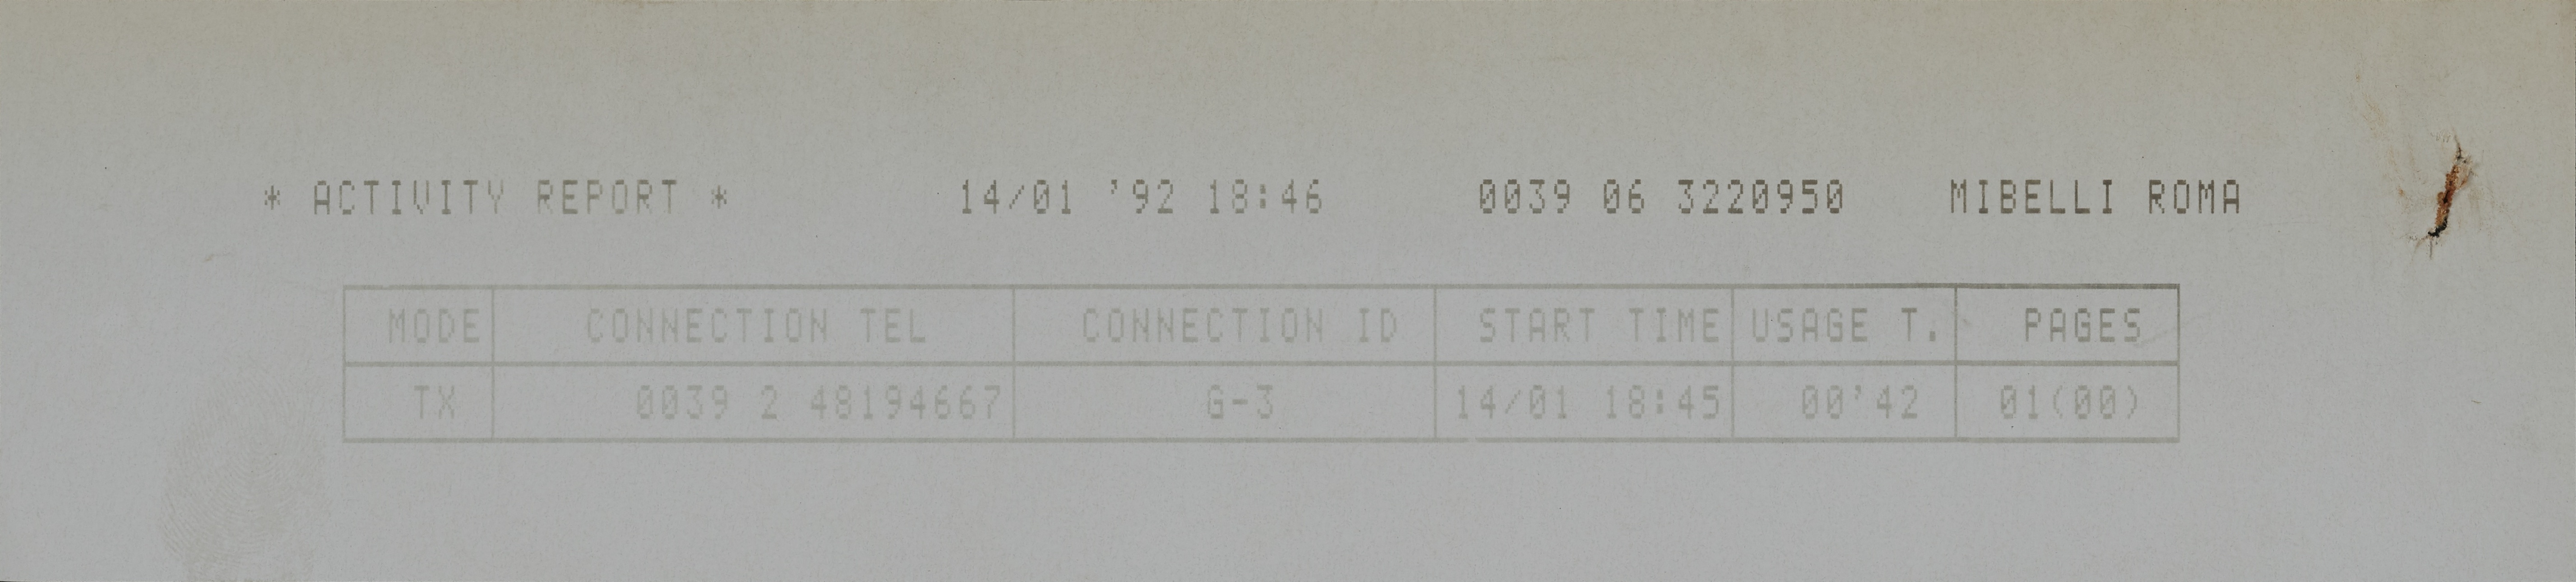 * ACTIVITY REPORT * 14/01 '92 18:46 0039 06 3220950 MIBELLI ROMA
MODE CONNECTION TEL CONNECTION ID START TIME USAGE T. PAGES
TX 0039 2 48194667 G-3 14/01 18:45 00'42 01(00)